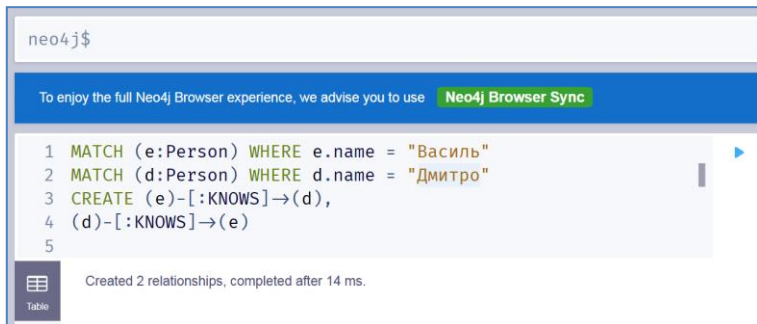 neo4j$
To enjoy the full Neo4j Browser experience, we advise you to use Neo4j Browser Sync
1 MATCH (e:Person) WHERE e.name = "Василь"
2 MATCH (d:Person) WHERE d.name = "Дмитро"
3 CREATE (e)-[:KNOWS]→(d),
4 (d)-[:KNOWS]→(e)
5
Created 2 relationships, completed after 14 ms.
Table